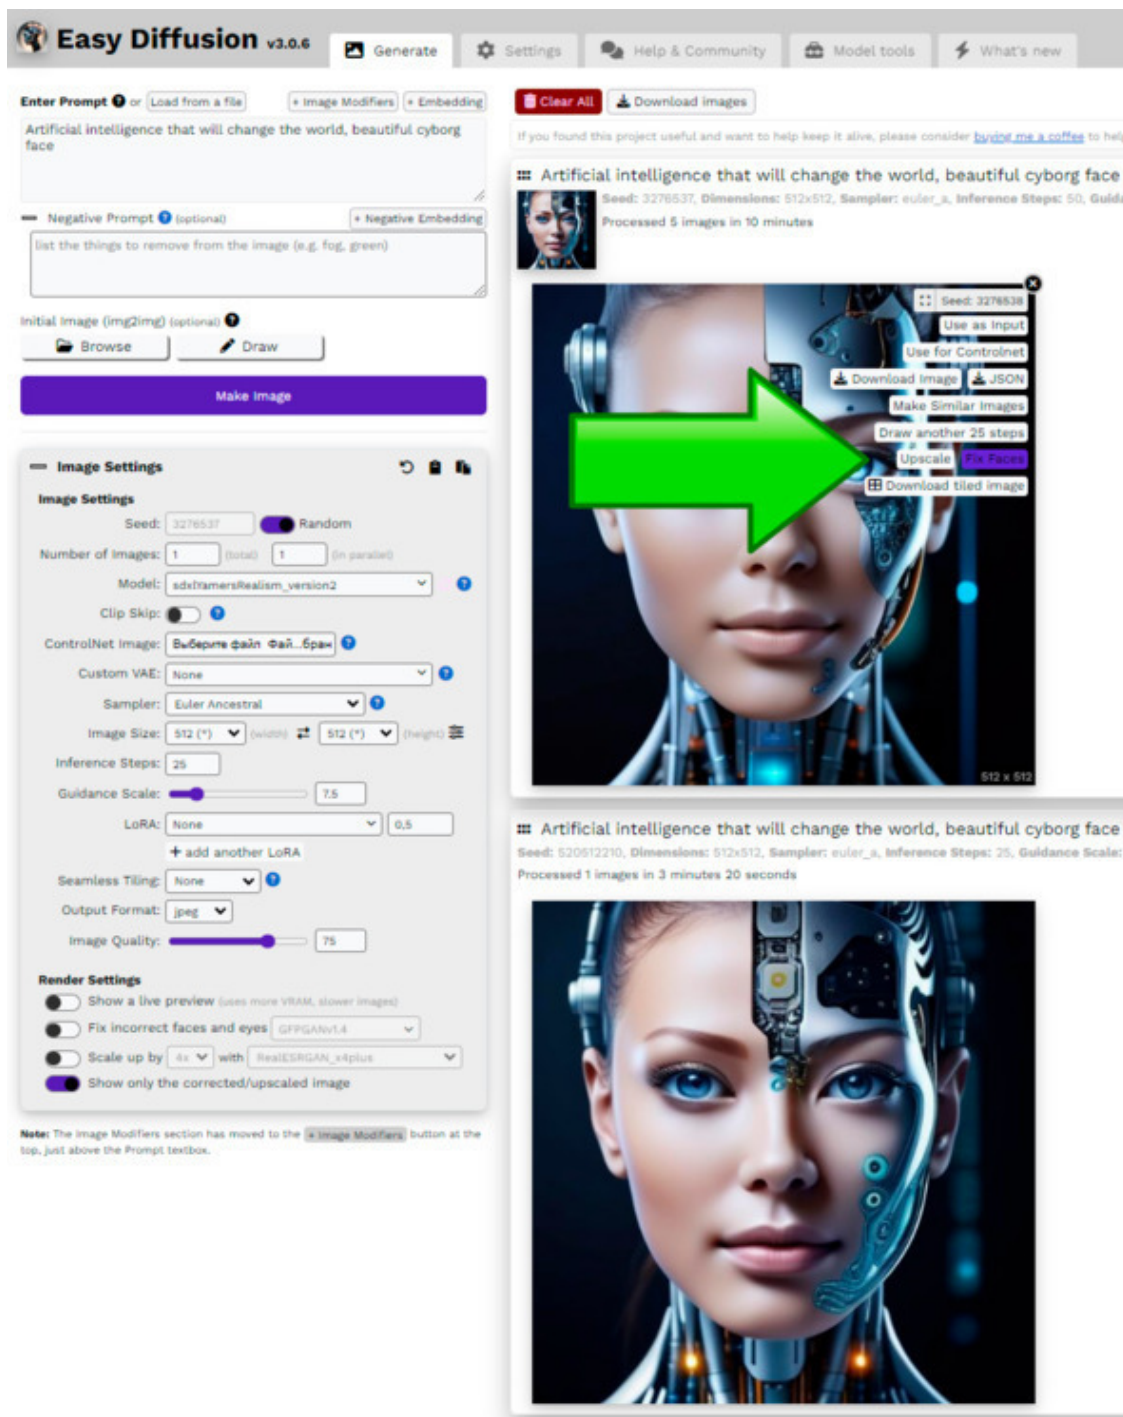 Easy Diffusion v3.0.6
Generate
Settings
Help & Community
Model tools
What's new
Enter Prompt ? or Load from a file
+ Image Modifiers
+ Embedding
Artificial intelligence that will change the world, beautiful cyborg
face
Negative Prompt ? (optional)
+ Negative Embedding
list the things to remove from the image (e.g. fog, green)
Initial Image (img2img) (optional) ?
Browse
Draw
Make Image
Image Settings
Image Settings
Seed: 3276537 Random
Number of Images: 1 (total) 1 (in parallel)
Model: sdxlYamersRealism_version2 ?
Clip Skip: ?
ControlNet Image: Выберите файл Фай...бран ?
Custom VAE: None ?
Sampler: Euler Ancestral ?
Image Size: 512 (*) (width) 512 (*) (height)
Inference Steps: 25
Guidance Scale: 7.5
LoRA: None 0,5
+ add another LoRA
Seamless Tiling: None ?
Output Format: jpeg
Image Quality: 75
Render Settings
Show a live preview (uses more VRAM, slower images)
Fix incorrect faces and eyes GFPGANv1.4
Scale up by 4x with RealESRGAN_x4plus
Show only the corrected/upscaled image
Note: The Image Modifiers section has moved to the + Image Modifiers button at the
top, just above the Prompt textbox.
Clear All
Download images
If you found this project useful and want to help keep it alive, please consider buying me a coffee to help
Artificial intelligence that will change the world, beautiful cyborg face
Seed: 3276537, Dimensions: 512x512, Sampler: euler_a, Inference Steps: 50, Guida
Processed 5 images in 10 minutes
Seed: 3276538
Use as Input
Use for Controlnet
Download Image
JSON
Make Similar Images
Draw another 25 steps
Upscale
Fix Faces
Download tiled image
512 x 512
Artificial intelligence that will change the world, beautiful cyborg face
Seed: 520512210, Dimensions: 512x512, Sampler: euler_a, Inference Steps: 25, Guidance Scale:
Processed 1 images in 3 minutes 20 seconds